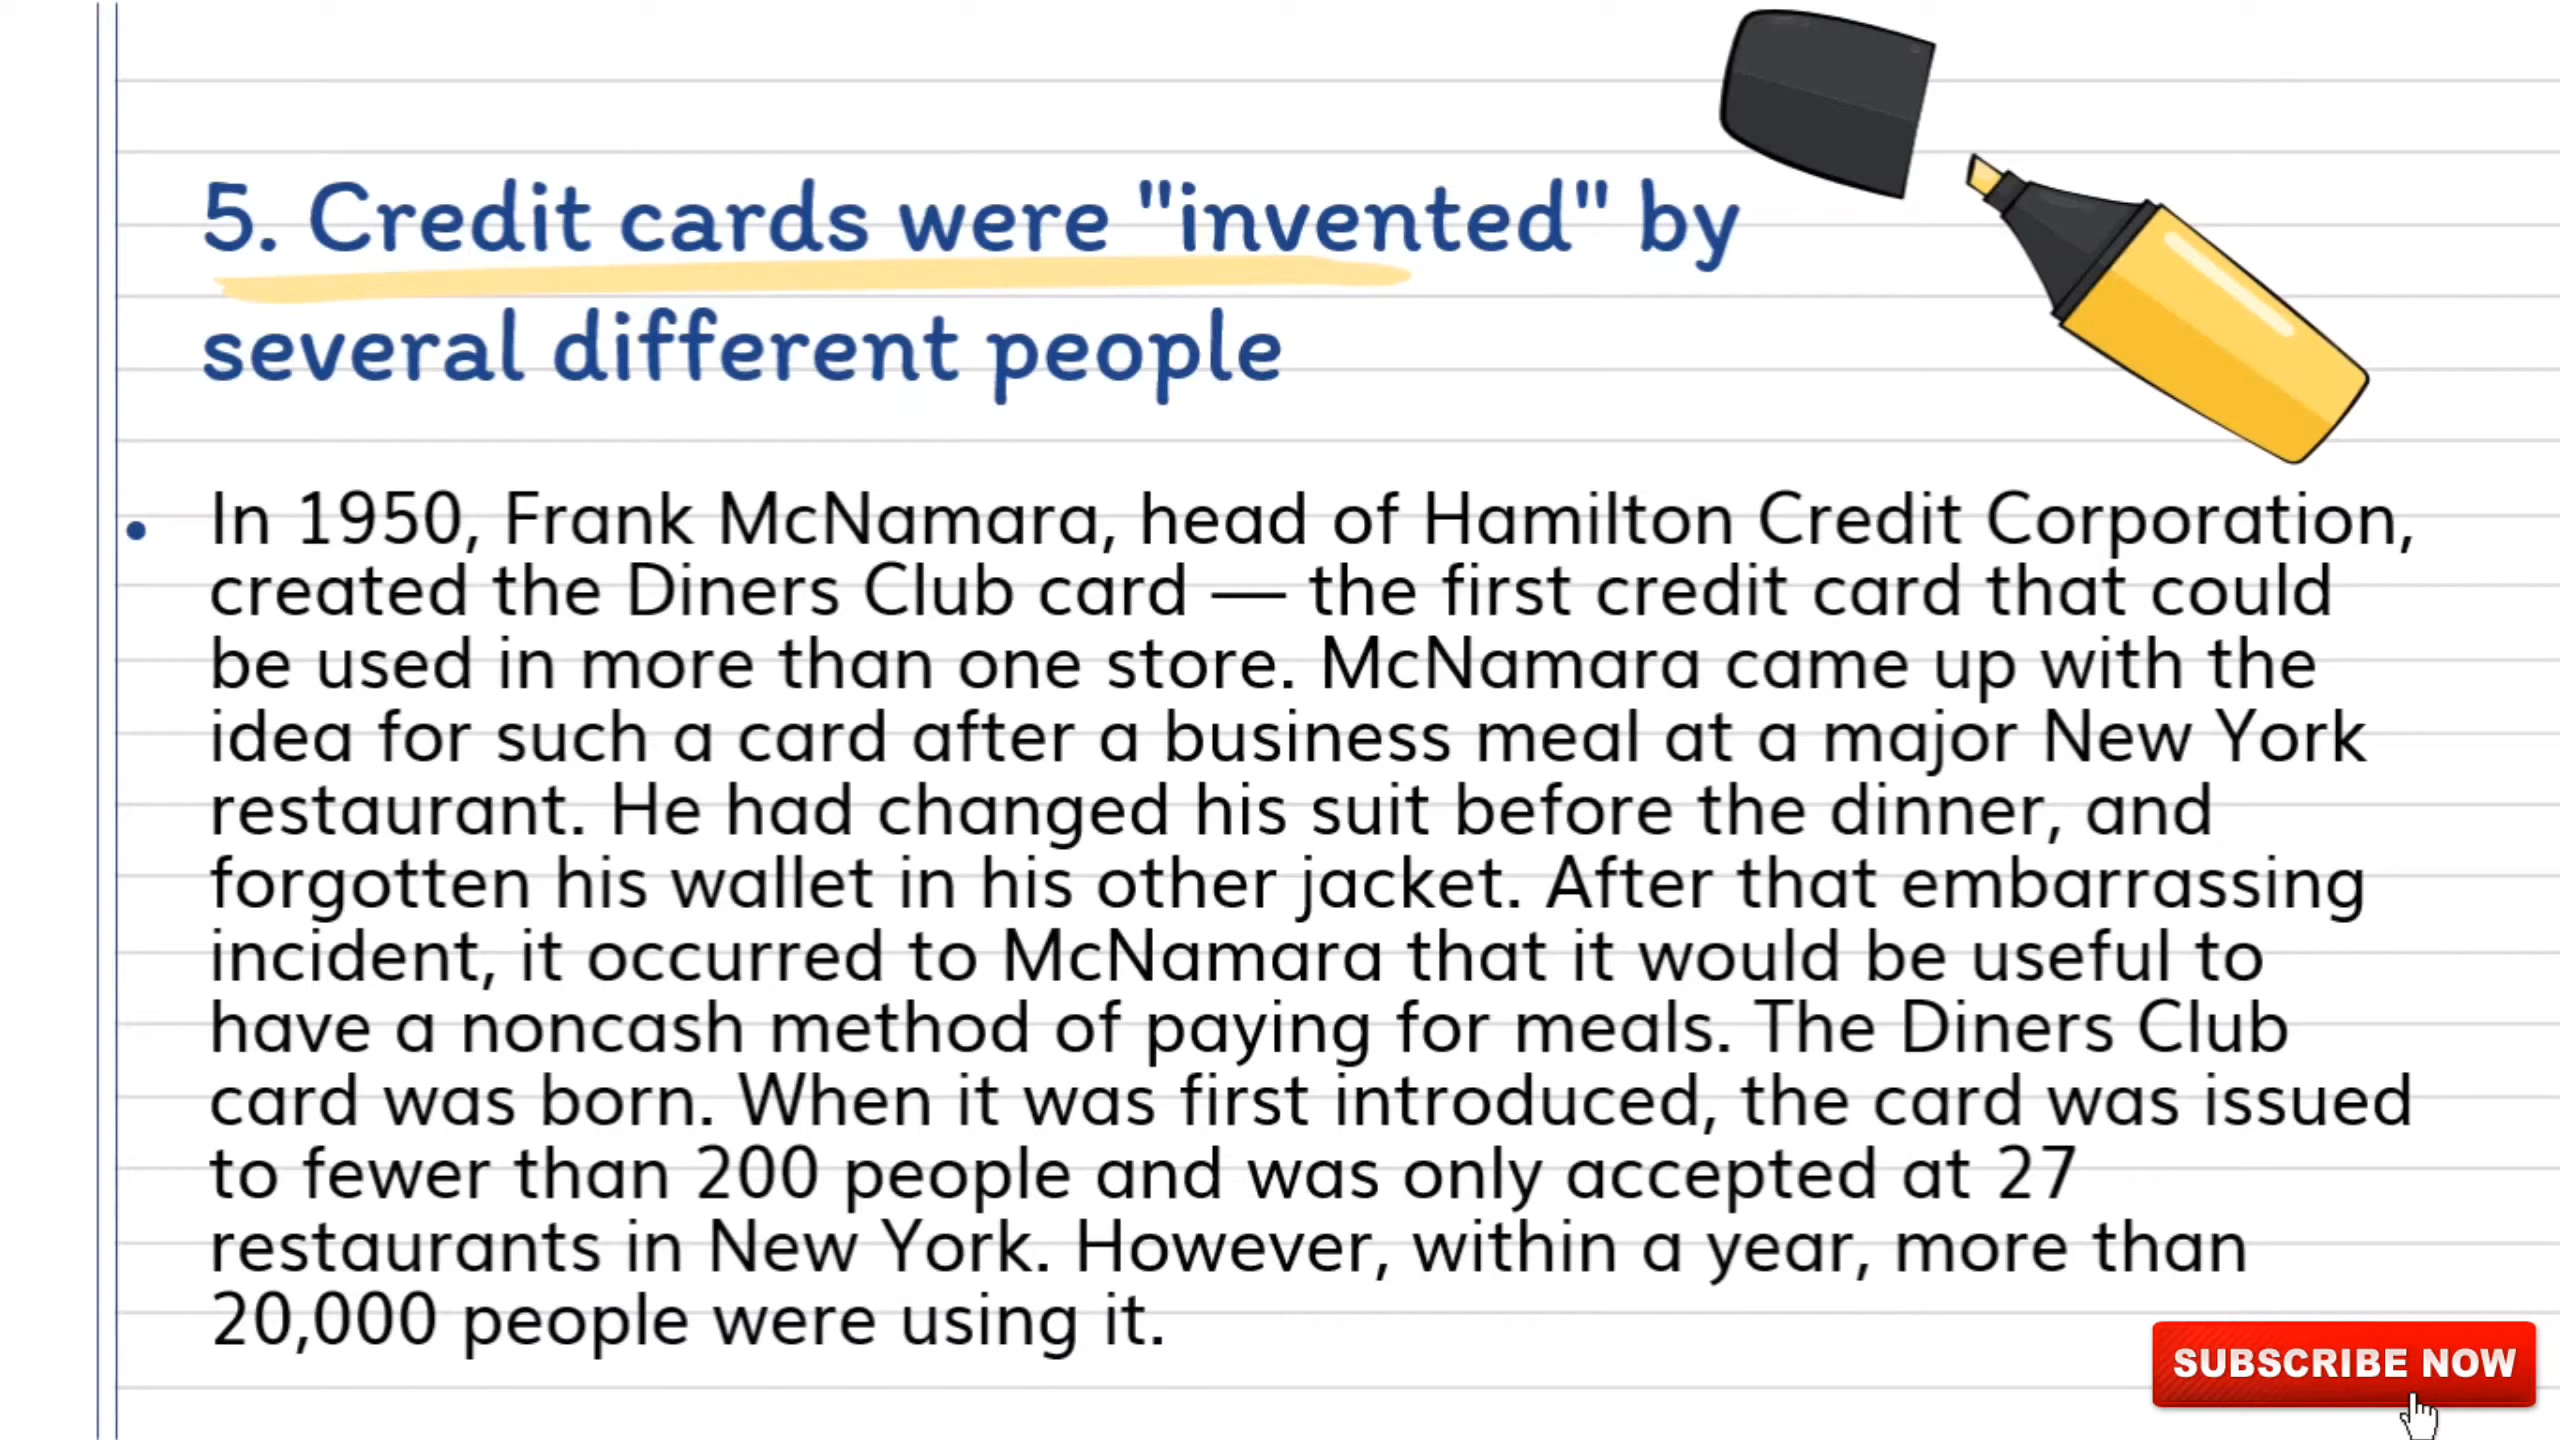 5. Credit cards were "invented" by
several different people
• In 1950, Frank McNamara, head of Hamilton Credit Corporation,
created the Diners Club card — the first credit card that could
be used in more than one store. McNamara came up with the
idea for such a card after a business meal at a major New York
restaurant. He had changed his suit before the dinner, and
forgotten his wallet in his other jacket. After that embarrassing
incident, it occurred to McNamara that it would be useful to
have a noncash method of paying for meals. The Diners Club
card was born. When it was first introduced, the card was issued
to fewer than 200 people and was only accepted at 27
restaurants in New York. However, within a year, more than
20,000 people were using it.
SUBSCRIBE NOW